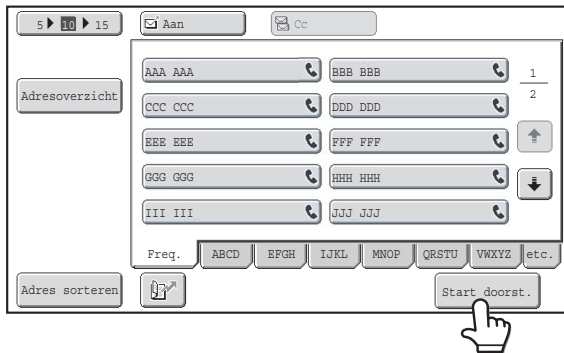 5 10 15
Aan
Cc
Adresoverzicht
AAA AAA
BBB BBB
1
2
CCC CCC
DDD DDD
EEE EEE
FFF FFF
GGG GGG
HHH HHH
III III
JJJ JJJ
Freq. ABCD EFGH IJKL MNOP QRSTU VWXYZ etc.
Adres sorteren
Start doorst.